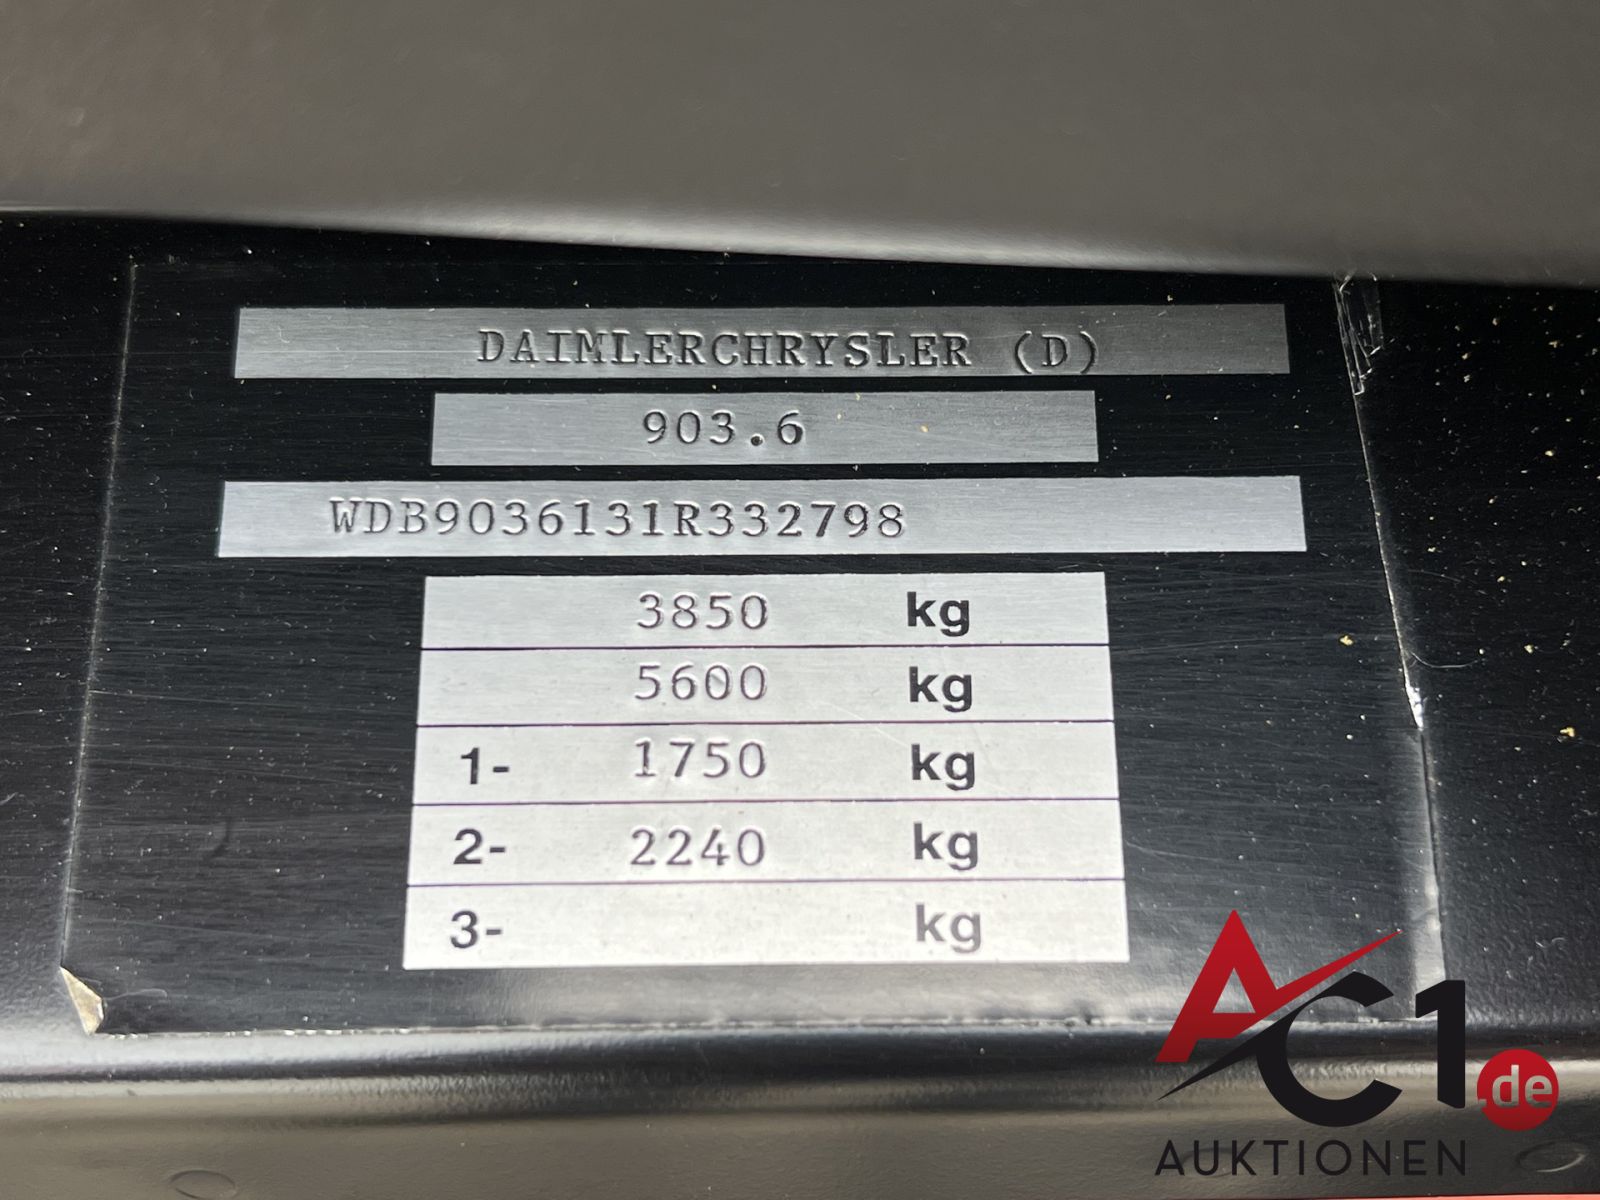 DAIMLERCHRYSLER (D)
903.6
WDB9036131R332798
3850 kg
5600 kg
1- 1750 kg
2- 2240 kg
3- kg
AC1.de
AUKTIONEN